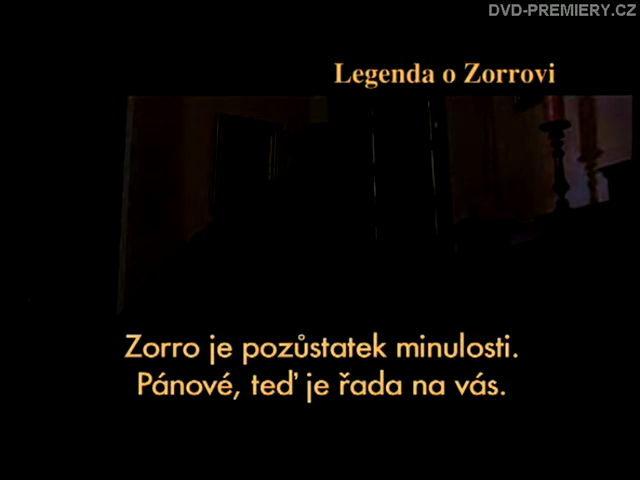 DVD-PREMIERY.CZ
Legenda o Zorrovi
Zorro je pozůstatek minulosti.
Pánové, teď je řada na vás.